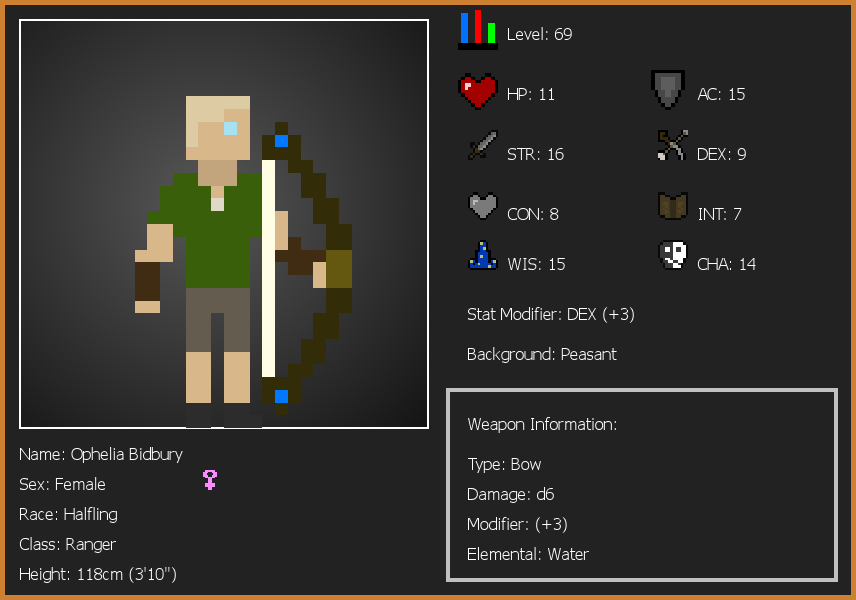 Level: 69
HP: 11
AC: 15
STR: 16
DEX: 9
CON: 8
INT: 7
WIS: 15
CHA: 14
Stat Modifier: DEX (+3)
Background: Peasant
Weapon Information:
Type: Bow
Damage: d6
Modifier: (+3)
Elemental: Water
Name: Ophelia Bidbury
Sex: Female
Race: Halfling
Class: Ranger
Height: 118cm (3'10")